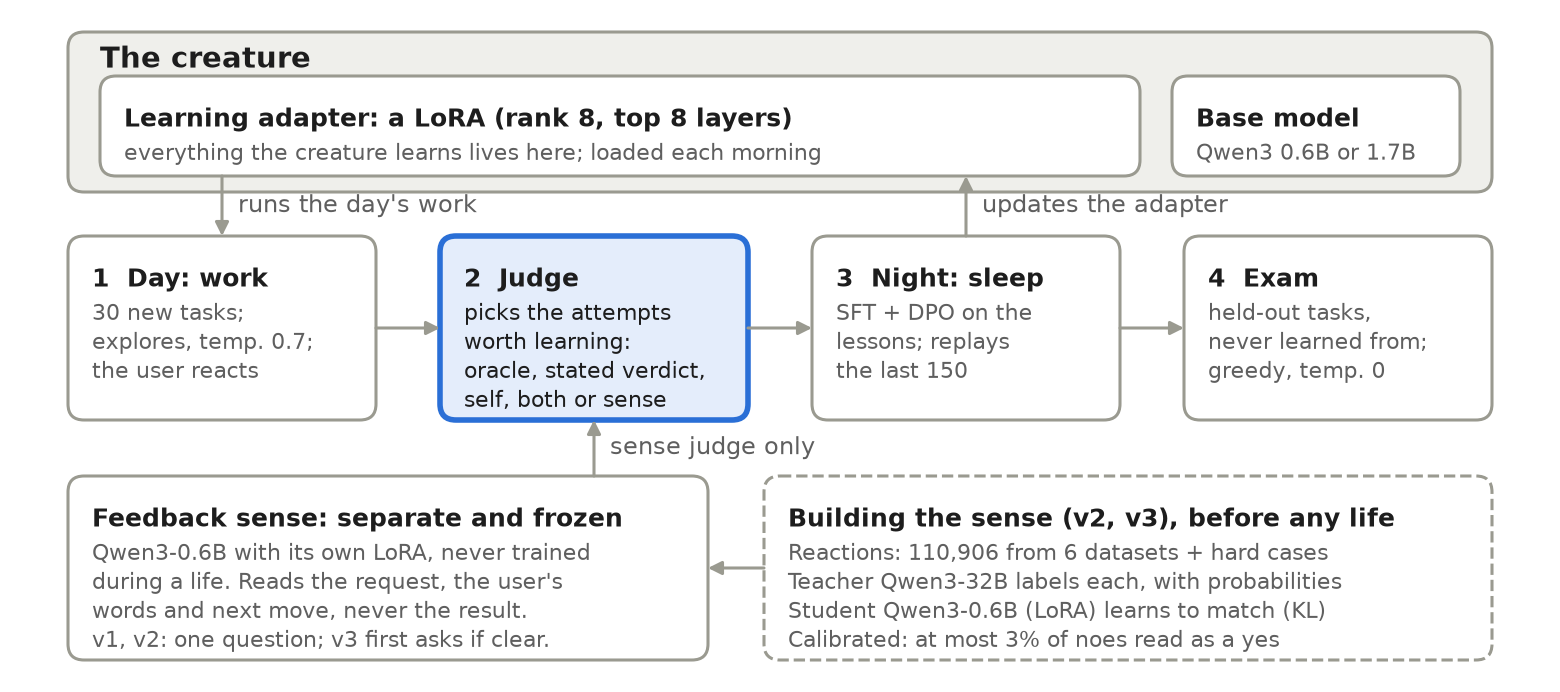 The creature
Learning adapter: a LoRA (rank 8, top 8 layers)
everything the creature learns lives here; loaded each morning
Base model
Qwen3 0.6B or 1.7B
runs the day's work
updates the adapter
1 Day: work
30 new tasks;
explores, temp. 0.7;
the user reacts
2 Judge
picks the attempts
worth learning:
oracle, stated verdict,
self, both or sense
3 Night: sleep
SFT + DPO on the
lessons; replays
the last 150
4 Exam
held-out tasks,
never learned from;
greedy, temp. 0
sense judge only
Feedback sense: separate and frozen
Qwen3-0.6B with its own LoRA, never trained
during a life. Reads the request, the user's
words and next move, never the result.
v1, v2: one question; v3 first asks if clear.
Building the sense (v2, v3), before any life
Reactions: 110,906 from 6 datasets + hard cases
Teacher Qwen3-32B labels each, with probabilities
Student Qwen3-0.6B (LoRA) learns to match (KL)
Calibrated: at most 3% of noes read as a yes